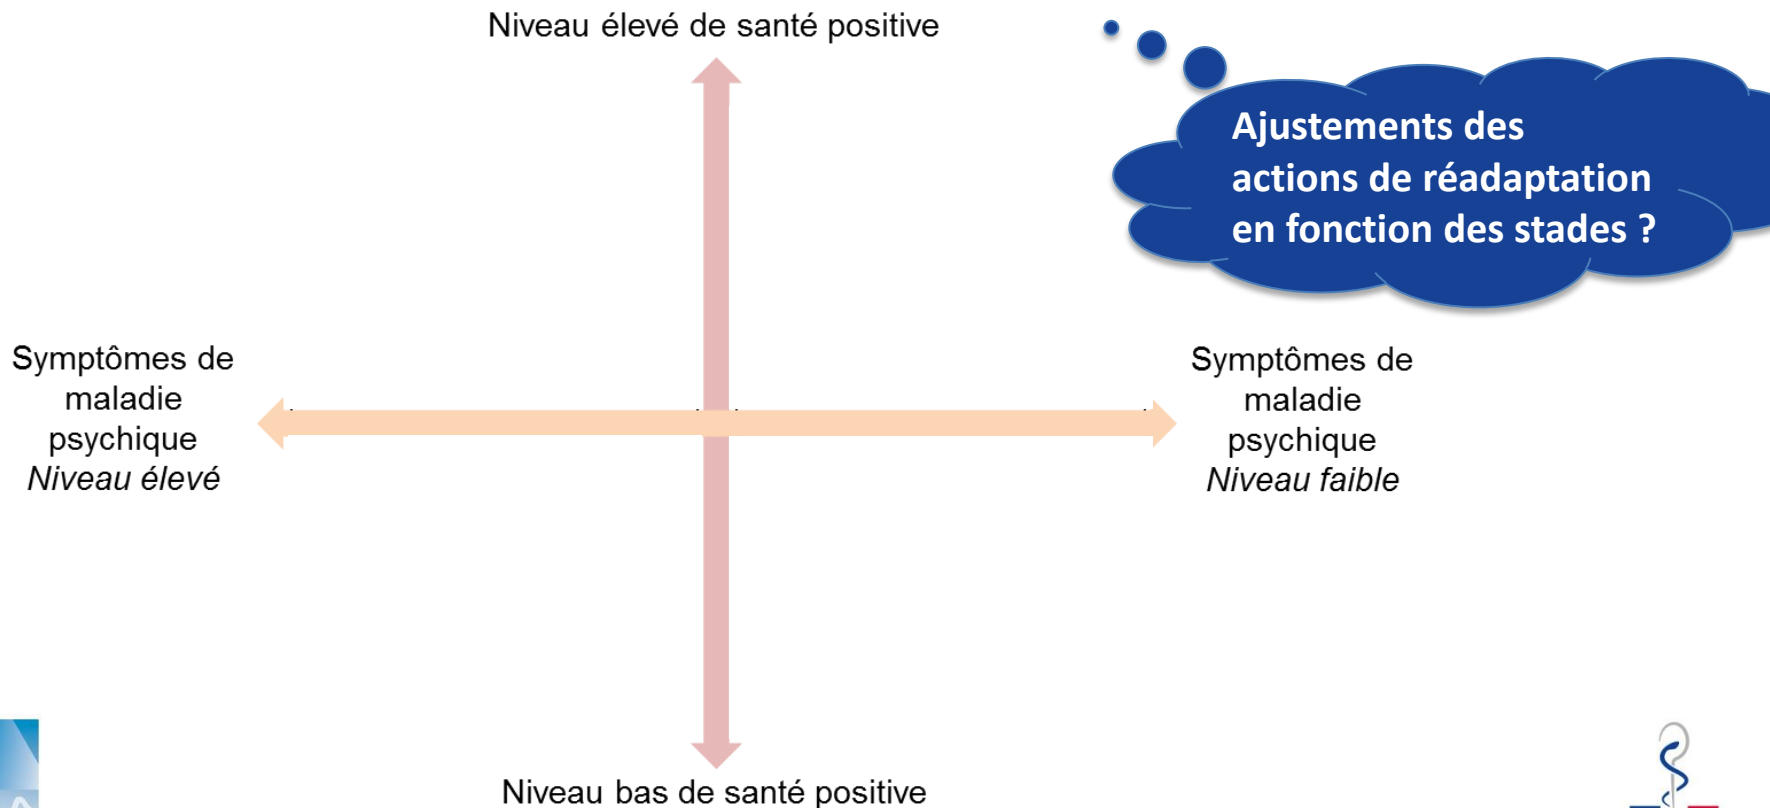 Niveau élevé de santé positive
Ajustements des
actions de réadaptation
en fonction des stades ?
Symptômes de
maladie
psychique
Niveau élevé
Symptômes de
maladie
psychique
Niveau faible
Niveau bas de santé positive